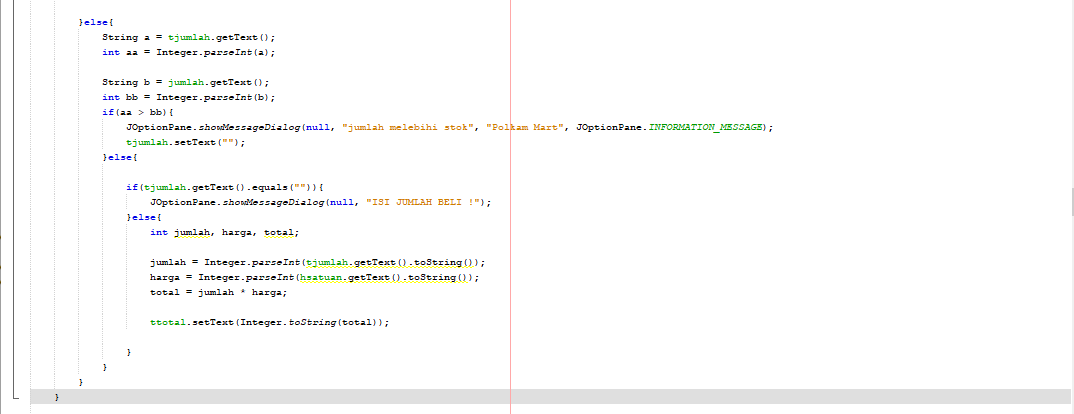 }else{
String a = tjumlah.getText();
int aa = Integer.parseInt(a);
String b = jumlah.getText();
int bb = Integer.parseInt(b);
if(aa > bb){
JOptionPane.showMessageDialog(null, "jumlah melebihi stok", "Polkam Mart", JOptionPane.INFORMATION_MESSAGE);
tjumlah.setText("");
}else{
if(tjumlah.getText().equals("")){
JOptionPane.showMessageDialog(null, "ISI JUMLAH BELI !");
}else{
int jumlah, harga, total;
jumlah = Integer.parseInt(tjumlah.getText().toString());
harga = Integer.parseInt(hsatuan.getText().toString());
total = jumlah * harga;
ttotal.setText(Integer.toString(total));
}
}
}
}